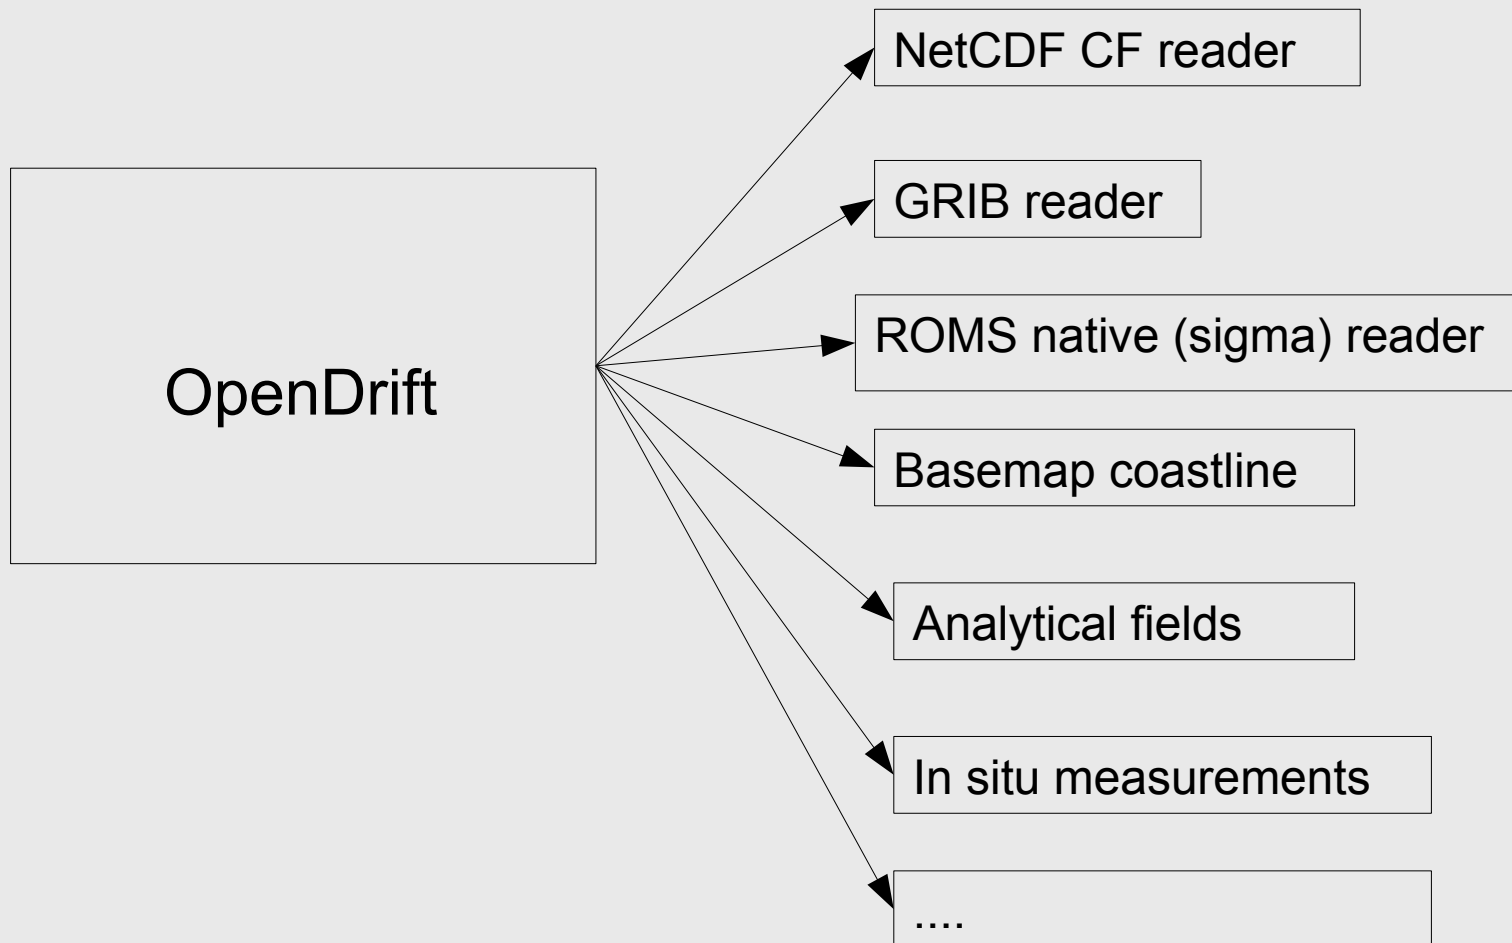 NetCDF CF reader
GRIB reader
OpenDrift
ROMS native (sigma) reader
Basemap coastline
Analytical fields
In situ measurements
....